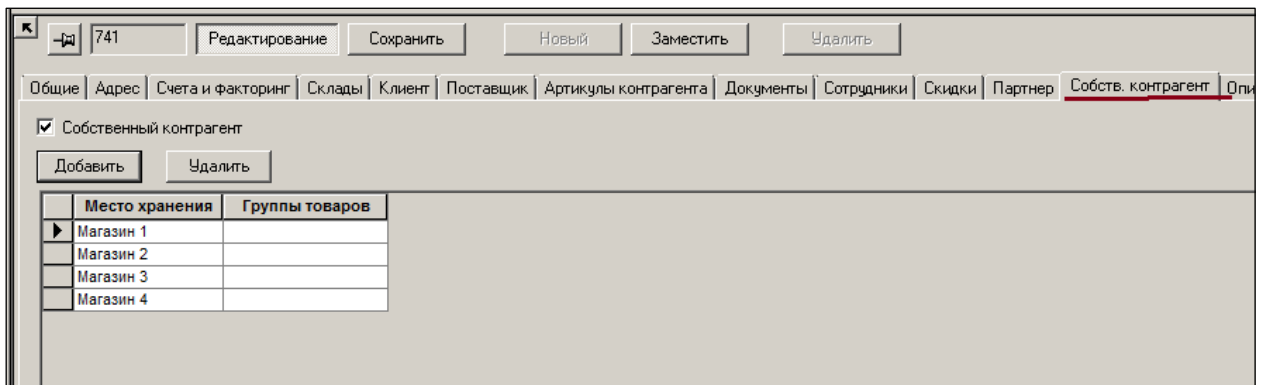 741 Редактирование Сохранить Новый Заместить Удалить
Общие Адрес Счета и факторинг Склады Клиент Поставщик Артикулы контрагента Документы Сотрудники Скидки Партнер Собств. контрагент Опи
Собственный контрагент
Добавить Удалить
Место хранения Группы товаров
Магазин 1
Магазин 2
Магазин 3
Магазин 4